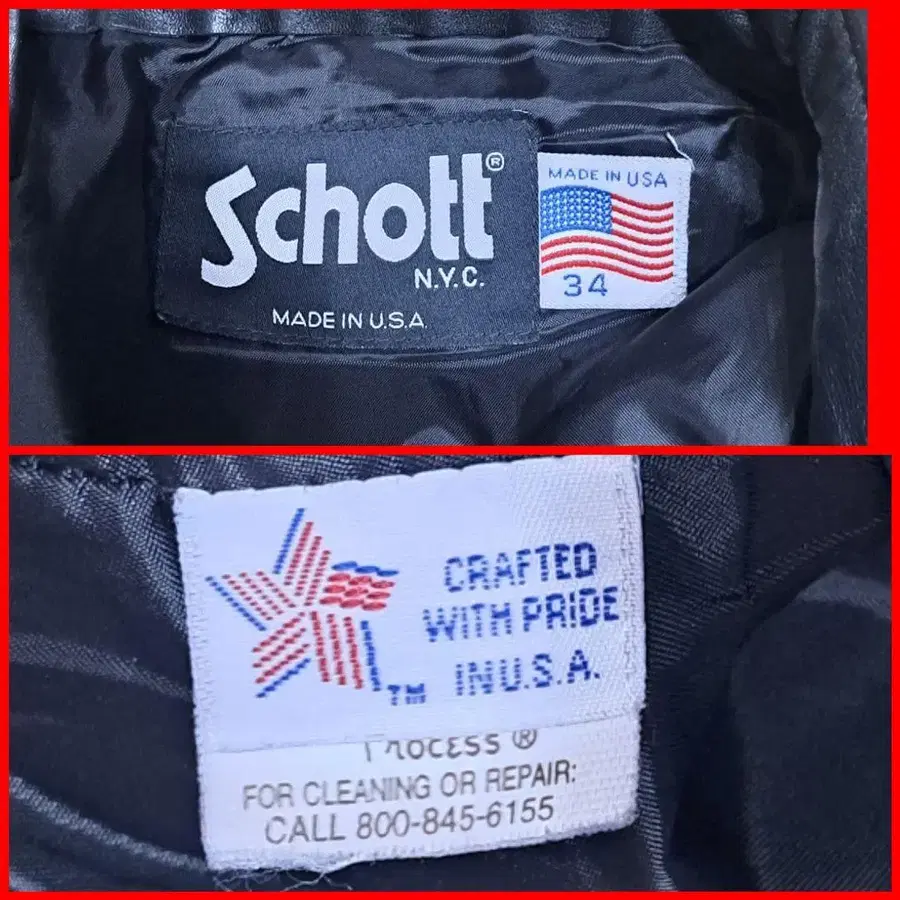 Schott®
N.Y.C.
MADE IN U.S.A
MADE IN USA
34
CRAFTED
WITH PRIDE
IN U.S.A.
TM
Process ®
FOR CLEANING OR REPAIR:
CALL 800-845-6155